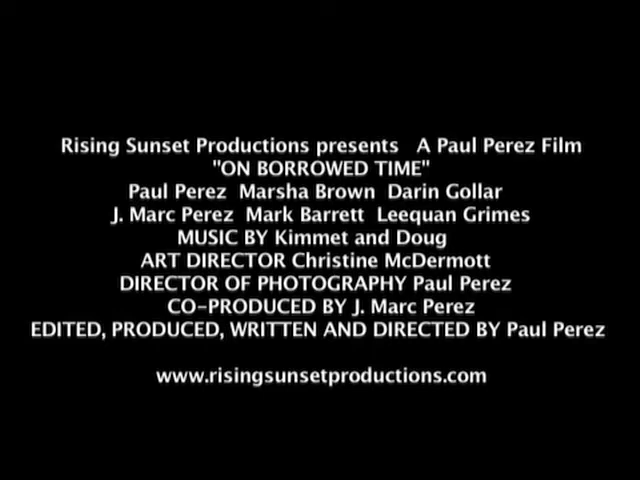 Rising Sunset Productions presents   A Paul Perez Film
"ON BORROWED TIME"
Paul Perez  Marsha Brown  Darin Gollar
J. Marc Perez  Mark Barrett  Leequan Grimes
MUSIC BY Kimmet and Doug
ART DIRECTOR Christine McDermott
DIRECTOR OF PHOTOGRAPHY Paul Perez
CO-PRODUCED BY J. Marc Perez
EDITED, PRODUCED, WRITTEN AND DIRECTED BY Paul Perez
www.risingsunsetproductions.com